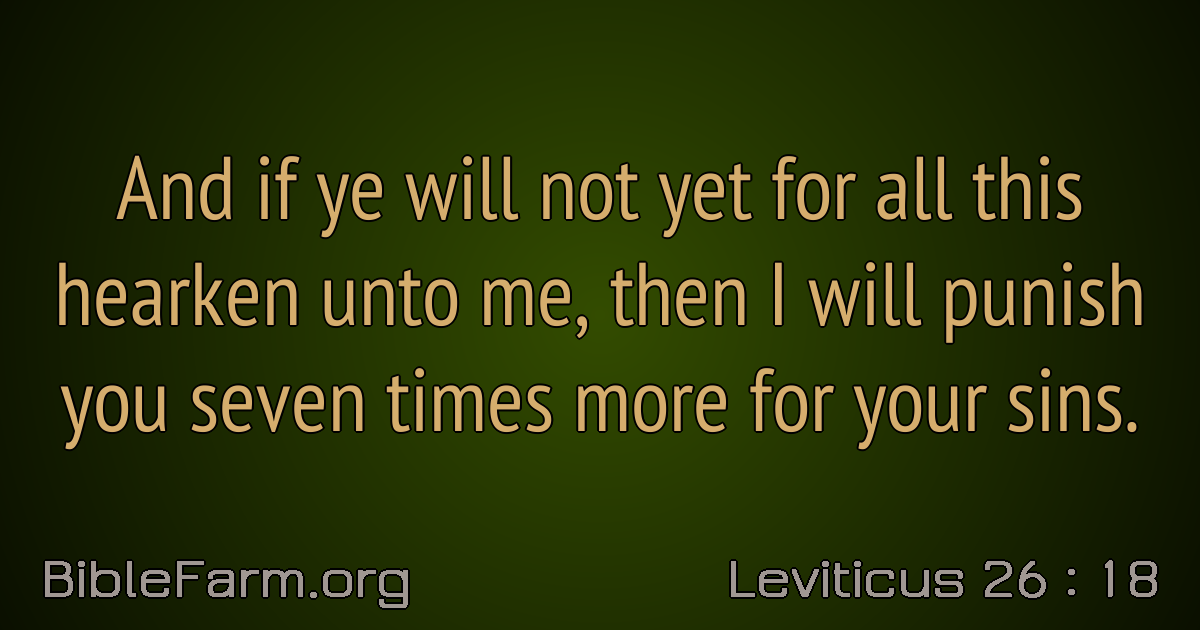 And if ye will not yet for all this
hearken unto me, then I will punish
you seven times more for your sins.
BibleFarm.org
Leviticus 26 : 18